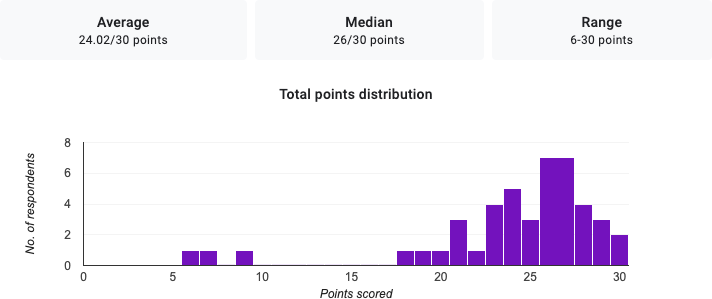 Average
24.02/30 points
Median
26/30 points
Range
6-30 points
Total points distribution
No. of respondents
8
6
4
2
0
0
5
10
15
20
25
30
Points scored